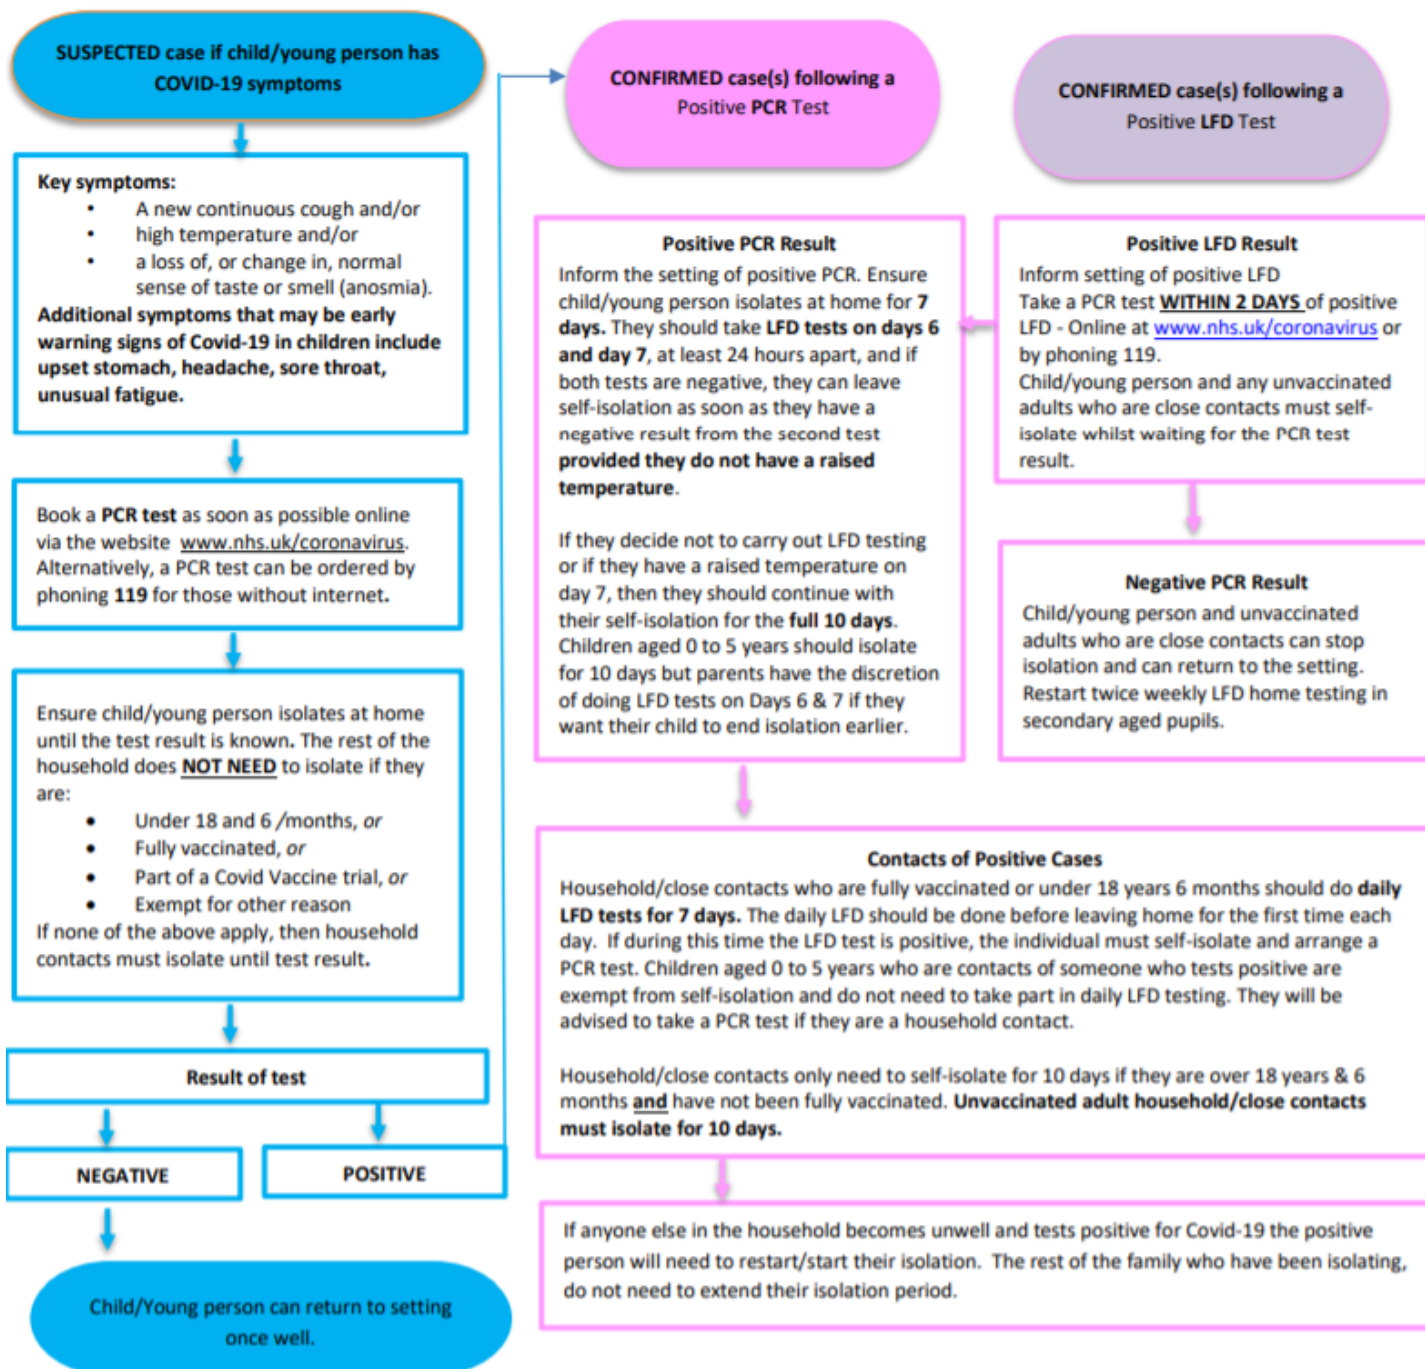 SUSPECTED case if child/young person has
COVID-19 symptoms
Key symptoms:
• A new continuous cough and/or
• high temperature and/or
• a loss of, or change in, normal
sense of taste or smell (anosmia).
Additional symptoms that may be early
warning signs of Covid-19 in children include
upset stomach, headache, sore throat,
unusual fatigue.
Book a PCR test as soon as possible online
via the website www.nhs.uk/coronavirus.
Alternatively, a PCR test can be ordered by
phoning 119 for those without internet.
Ensure child/young person isolates at home
until the test result is known. The rest of the
household does NOT NEED to isolate if they
are:
• Under 18 and 6 /months, or
• Fully vaccinated, or
• Part of a Covid Vaccine trial, or
• Exempt for other reason
If none of the above apply, then household
contacts must isolate until test result.
Result of test
NEGATIVE
POSITIVE
Child/Young person can return to setting
once well.
CONFIRMED case(s) following a
Positive PCR Test
Positive PCR Result
Inform the setting of positive PCR. Ensure
child/young person isolates at home for 7
days. They should take LFD tests on days 6
and day 7, at least 24 hours apart, and if
both tests are negative, they can leave
self-isolation as soon as they have a
negative result from the second test
provided they do not have a raised
temperature.
If they decide not to carry out LFD testing
or if they have a raised temperature on
day 7, then they should continue with
their self-isolation for the full 10 days.
Children aged 0 to 5 years should isolate
for 10 days but parents have the discretion
of doing LFD tests on Days 6 & 7 if they
want their child to end isolation earlier.
CONFIRMED case(s) following a
Positive LFD Test
Positive LFD Result
Inform setting of positive LFD
Take a PCR test WITHIN 2 DAYS of positive
LFD - Online at www.nhs.uk/coronavirus or
by phoning 119.
Child/young person and any unvaccinated
adults who are close contacts must self-
isolate whilst waiting for the PCR test
result.
Negative PCR Result
Child/young person and unvaccinated
adults who are close contacts can stop
isolation and can return to the setting.
Restart twice weekly LFD home testing in
secondary aged pupils.
Contacts of Positive Cases
Household/close contacts who are fully vaccinated or under 18 years 6 months should do daily
LFD tests for 7 days. The daily LFD should be done before leaving home for the first time each
day. If during this time the LFD test is positive, the individual must self-isolate and arrange a
PCR test. Children aged 0 to 5 years who are contacts of someone who tests positive are
exempt from self-isolation and do not need to take part in daily LFD testing. They will be
advised to take a PCR test if they are a household contact.
Household/close contacts only need to self-isolate for 10 days if they are over 18 years & 6
months and have not been fully vaccinated. Unvaccinated adult household/close contacts
must isolate for 10 days.
If anyone else in the household becomes unwell and tests positive for Covid-19 the positive
person will need to restart/start their isolation. The rest of the family who have been isolating,
do not need to extend their isolation period.